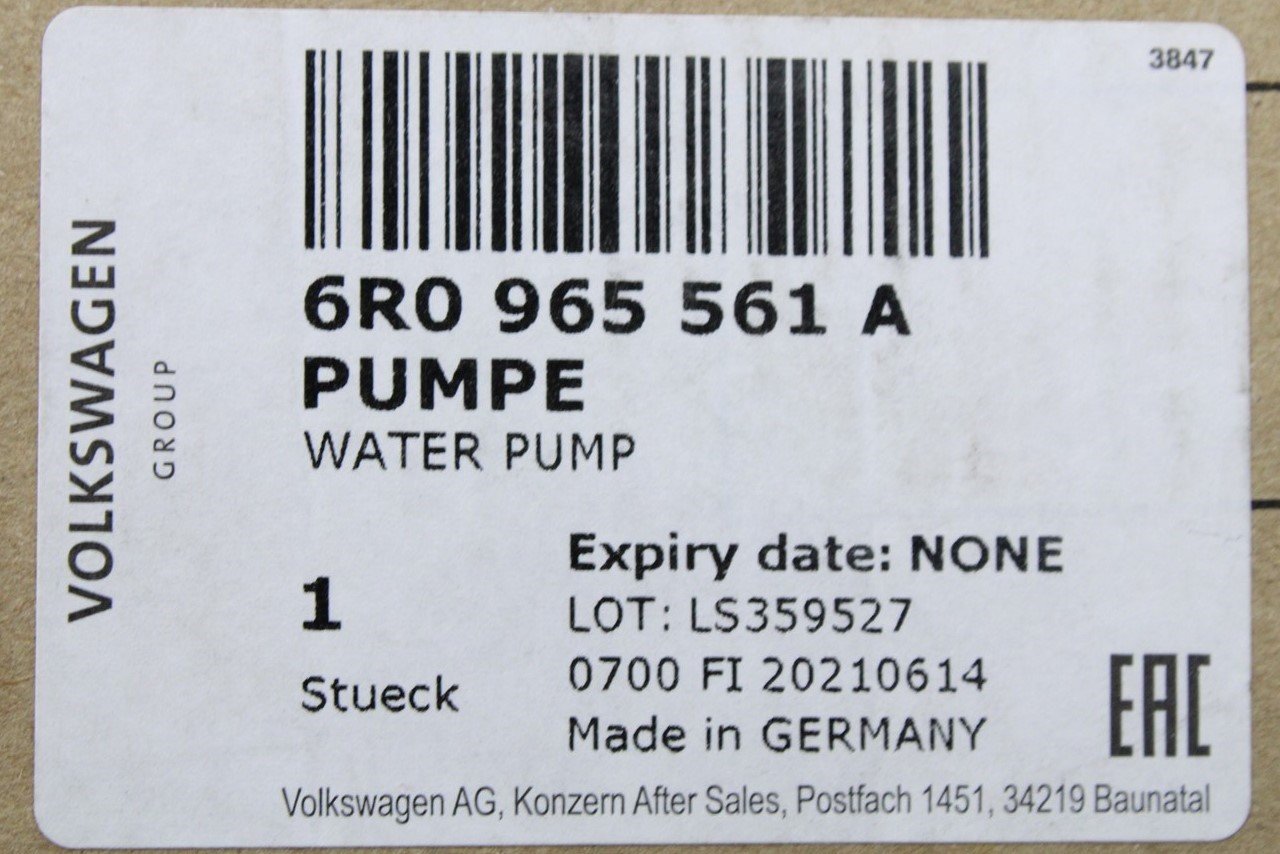 3847
VOLKSWAGEN
GROUP
6R0 965 561 A
PUMPE
WATER PUMP
1
Stueck
Expiry date: NONE
LOT: LS359527
0700 FI 20210614
Made in GERMANY
EAC
Volkswagen AG, Konzern After Sales, Postfach 1451, 34219 Baunatal